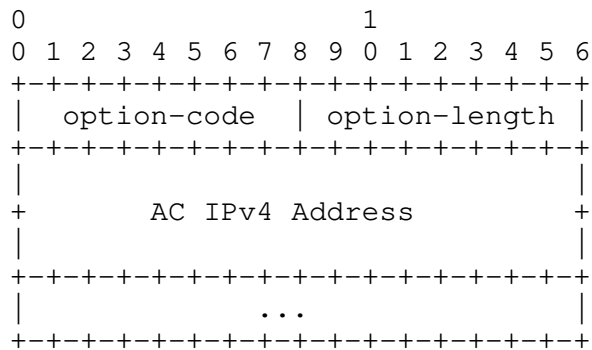 0                   1
0 1 2 3 4 5 6 7 8 9 0 1 2 3 4 5 6
+-+-+-+-+-+-+-+-+-+-+-+-+-+-+-+-+
|  option-code  | option-length |
+-+-+-+-+-+-+-+-+-+-+-+-+-+-+-+-+
|                               |
+       AC IPv4 Address         +
|                               |
+-+-+-+-+-+-+-+-+-+-+-+-+-+-+-+-+
|             ...               |
+-+-+-+-+-+-+-+-+-+-+-+-+-+-+-+-+